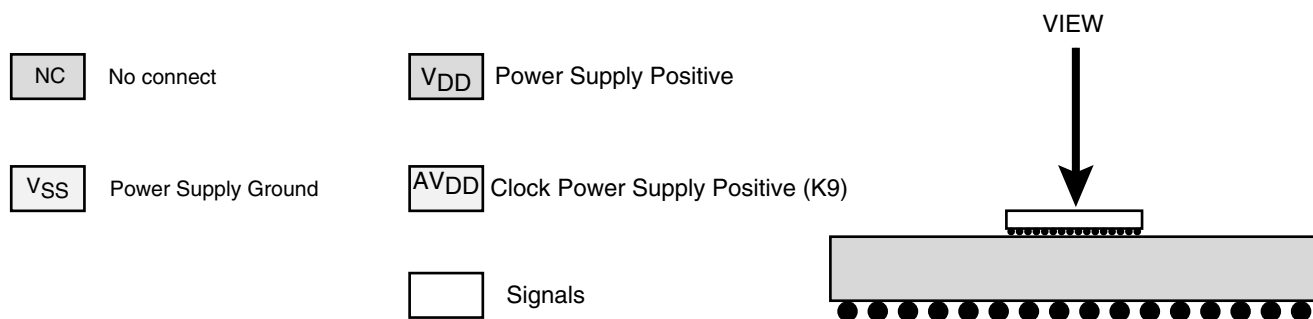 VIEW
NC No connect
VDD Power Supply Positive
VSS Power Supply Ground
AVDD Clock Power Supply Positive (K9)
Signals